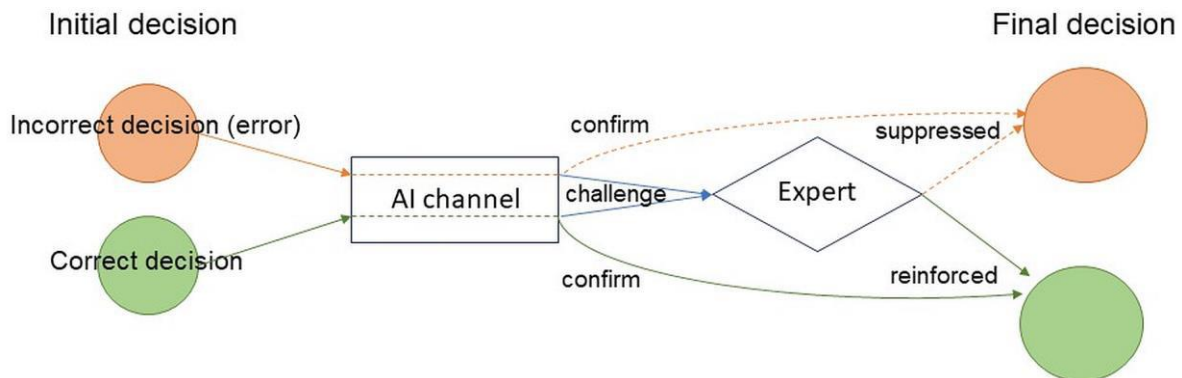 Initial decision
Final decision
Incorrect decision (error)
confirm
suppressed
AI channel
challenge
Expert
Correct decision
confirm
reinforced